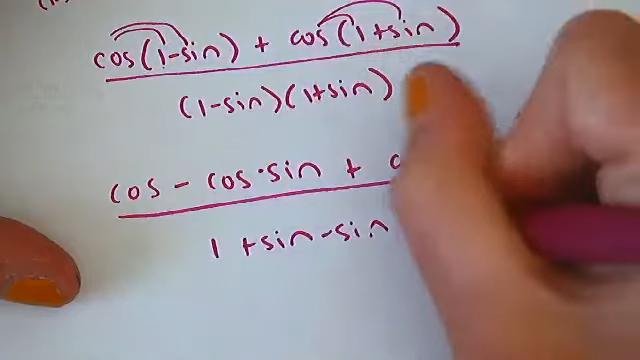 cos(1-sin) + cos(1+sin)
(1-sin)(1+sin)
cos - cos·sin +
1 +sin-sin